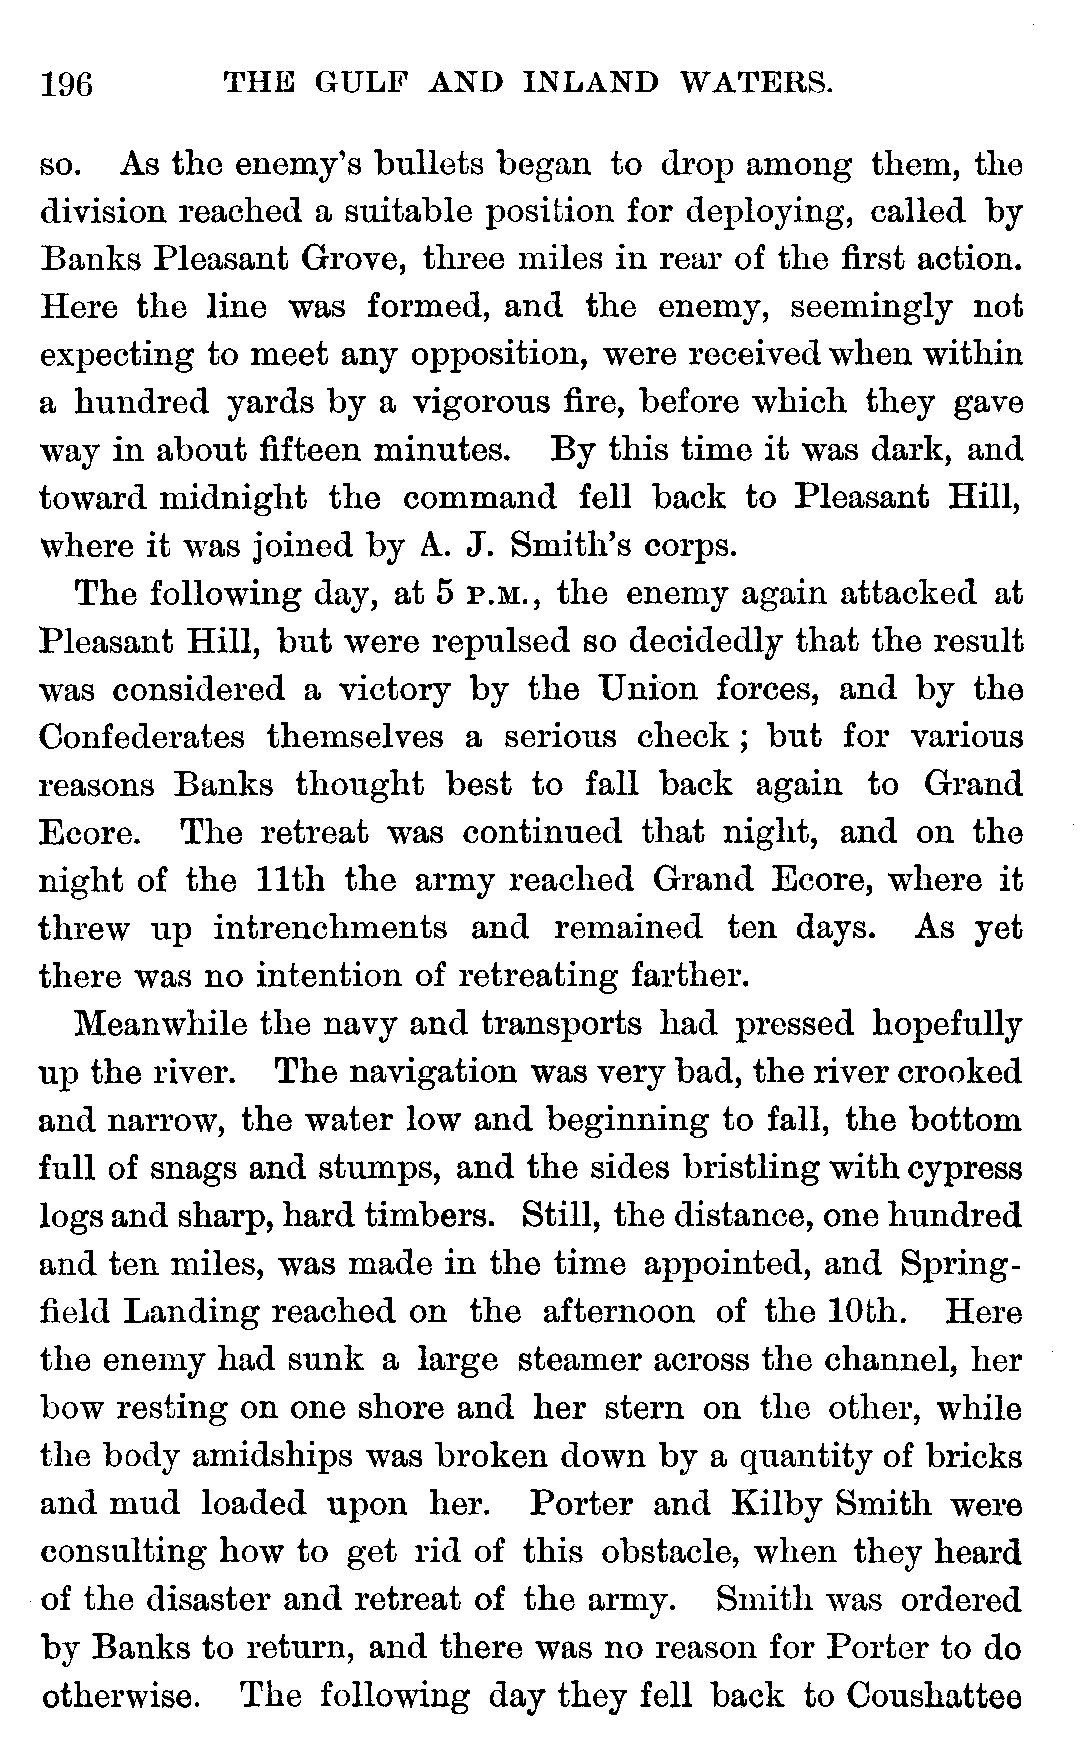 196 THE GULF AND INLAND WATERS.
so. As the enemy's bullets began to drop among them, the
division reached a suitable position for deploying, called by
Banks Pleasant Grove, three miles in rear of the first action.
Here the line was formed, and the enemy, seemingly not
expecting to meet any opposition, were received when within
a hundred yards by a vigorous fire, before which they gave
way in about fifteen minutes. By this time it was dark, and
toward midnight the command fell back to Pleasant Hill,
where it was joined by A. J. Smith's corps.
The following day, at 5 P.M., the enemy again attacked at
Pleasant Hill, but were repulsed so decidedly that the result
was considered a victory by the Union forces, and by the
Confederates themselves a serious check ; but for various
reasons Banks thought best to fall back again to Grand
Ecore. The retreat was continued that night, and on the
night of the 11th the army reached Grand Ecore, where it
threw up intrenchments and remained ten days. As yet
there was no intention of retreating farther.
Meanwhile the navy and transports had pressed hopefully
up the river. The navigation was very bad, the river crooked
and narrow, the water low and beginning to fall, the bottom
full of snags and stumps, and the sides bristling with cypress
logs and sharp, hard timbers. Still, the distance, one hundred
and ten miles, was made in the time appointed, and Spring-
field Landing reached on the afternoon of the 10th. Here
the enemy had sunk a large steamer across the channel, her
bow resting on one shore and her stern on the other, while
the body amidships was broken down by a quantity of bricks
and mud loaded upon her. Porter and Kilby Smith were
consulting how to get rid of this obstacle, when they heard
of the disaster and retreat of the army. Smith was ordered
by Banks to return, and there was no reason for Porter to do
otherwise. The following day they fell back to Coushattee